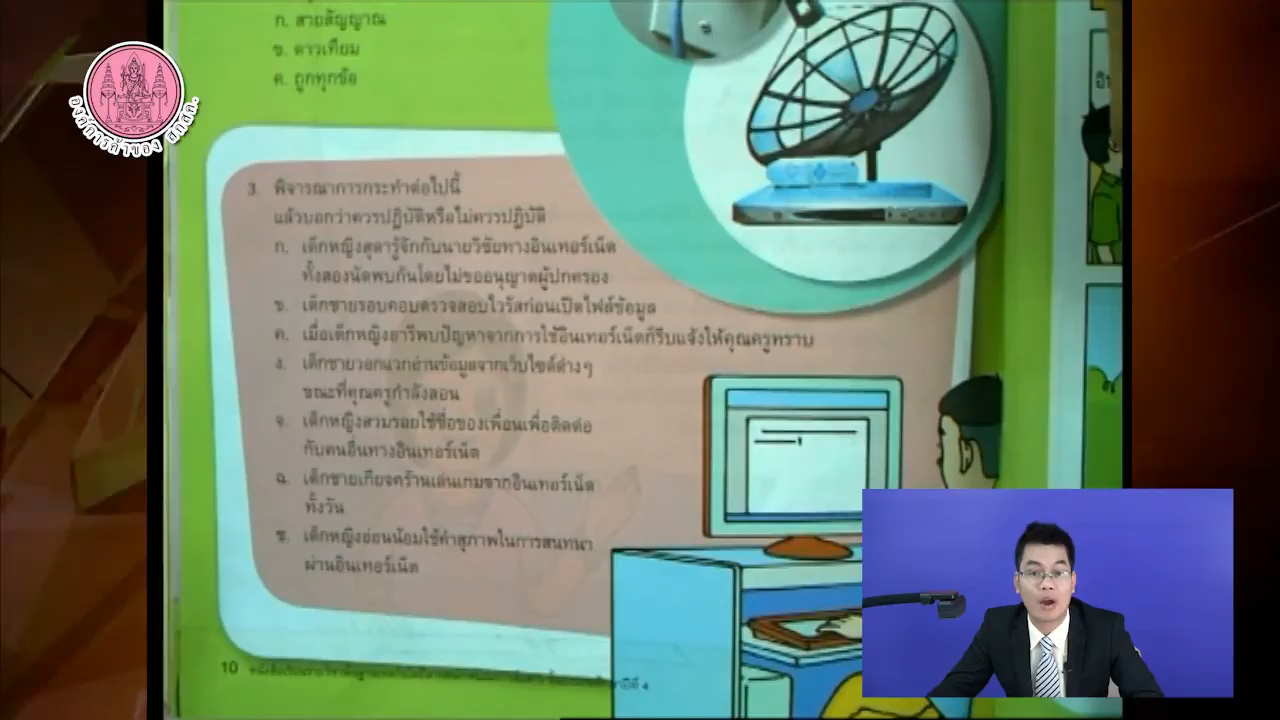 ก. สายสัญญาณ
ข. ดาวเทียม
ค. ถูกทุกข้อ
องค์การค้าของ สกสค.
3. พิจารณาการกระทำต่อไปนี้
แล้วบอกว่าควรปฏิบัติหรือไม่ควรปฏิบัติ
ก. เด็กหญิงสุดารู้จักกับนายวิชัยทางอินเทอร์เน็ต
ทั้งสองนัดพบกันโดยไม่ขออนุญาตผู้ปกครอง
ข. เด็กชายรอบคอบตรวจสอบไวรัสก่อนเปิดไฟล์ข้อมูล
ค. เมื่อเด็กหญิงอารีพบปัญหาจากการใช้อินเทอร์เน็ตก็รีบแจ้งให้คุณครูทราบ
ง. เด็กชายวอกแวกอ่านข้อมูลจากเว็บไซต์ต่างๆ
ขณะที่คุณครูกำลังสอน
จ. เด็กหญิงสวมรอยใช้ชื่อของเพื่อนเพื่อติดต่อ
กับคนอื่นทางอินเทอร์เน็ต
ฉ. เด็กชายเกียจคร้านเล่นเกมจากอินเทอร์เน็ต
ทั้งวัน
ช. เด็กหญิงอ่อนน้อมใช้คำสุภาพในการสนทนา
ผ่านอินเทอร์เน็ต
10